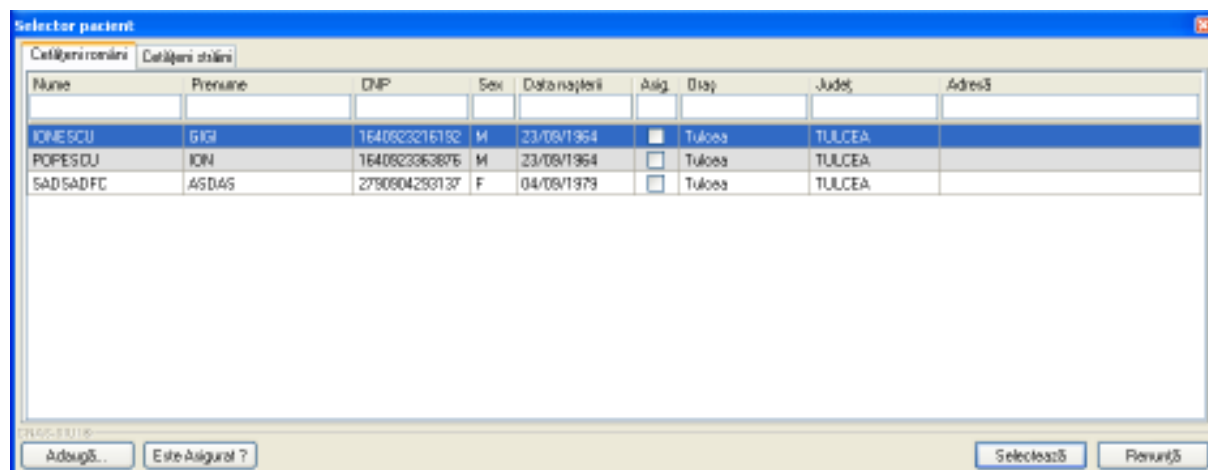 Selector pacient
Cetăţeni români Cetăţeni străini
Nume Prenume CNP Sex Data naşterii Asig. Oraş Judeţ Adresă
IONESCU GIGI 1640923216192 M 23/09/1964 Tulcea TULCEA
POPESCU ION 1640923363876 M 23/09/1964 Tulcea TULCEA
SADSADFC ASDAS 2790904293137 F 04/09/1979 Tulcea TULCEA
Adaugă... Este Asigurat ? Selectează Renunţă